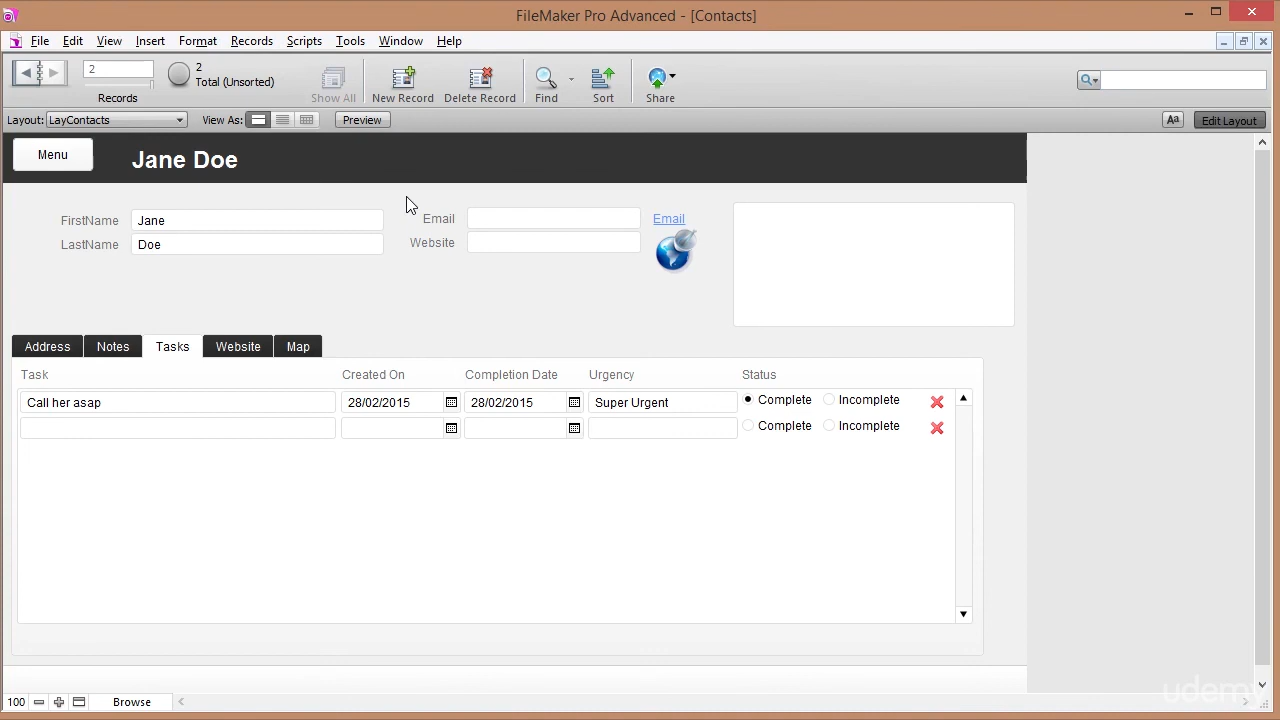 FileMaker Pro Advanced - [Contacts]
File Edit View Insert Format Records Scripts Tools Window Help
2
2
Total (Unsorted)
Records
Show All
New Record
Delete Record
Find
Sort
Share
Layout: LayContacts View As: Preview Aa Edit Layout
Menu
Jane Doe
FirstName Jane
LastName Doe
Email
Email
Website
Address Notes Tasks Website Map
Task Created On Completion Date Urgency Status
Call her asap 28/02/2015 28/02/2015 Super Urgent Complete Incomplete
Complete Incomplete
100 Browse
udemy